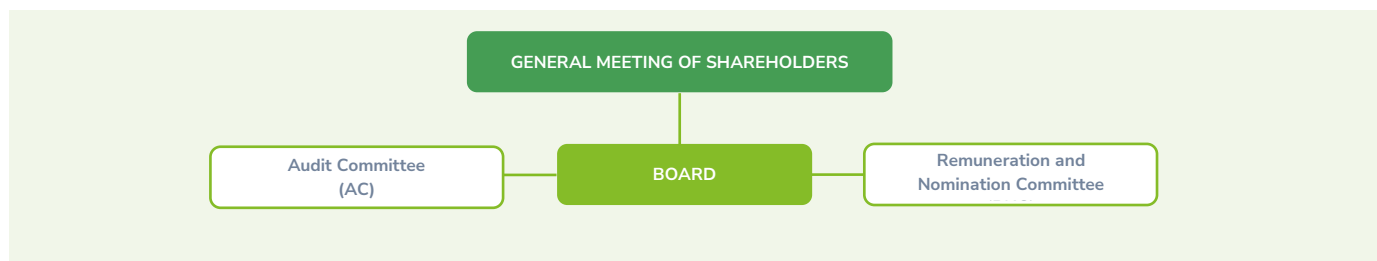 GENERAL MEETING OF SHAREHOLDERS
Audit Committee
(AC)
BOARD
Remuneration and
Nomination Committee